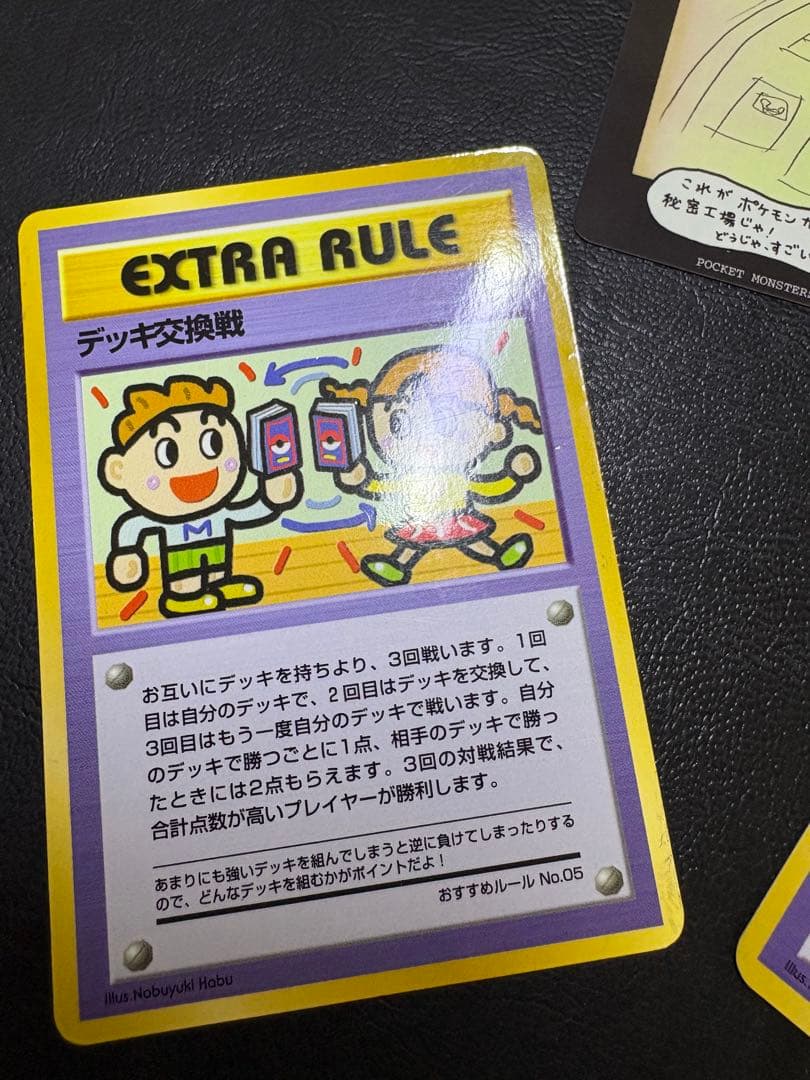 EXTRA RULE
デッキ交換戦
M
お互いにデッキを持ちより、3回戦います。1回
目は自分のデッキで、2回目はデッキを交換して、
3回目はもう一度自分のデッキで戦います。自分
のデッキで勝つごとに1点、相手のデッキで勝っ
たときには2点もらえます。3回の対戦結果で、
合計点数が高いプレイヤーが勝利します。
あまりにも強いデッキを組んでしまうと逆に負けてしまったりする
ので、どんなデッキを組むかがポイントだよ!
おすすめルール No.05
Illus.Nobuyuki Habu
これが ポケモンカ
秘密工場じゃ!
どうじゃ、すごい
POCKET MONSTERS